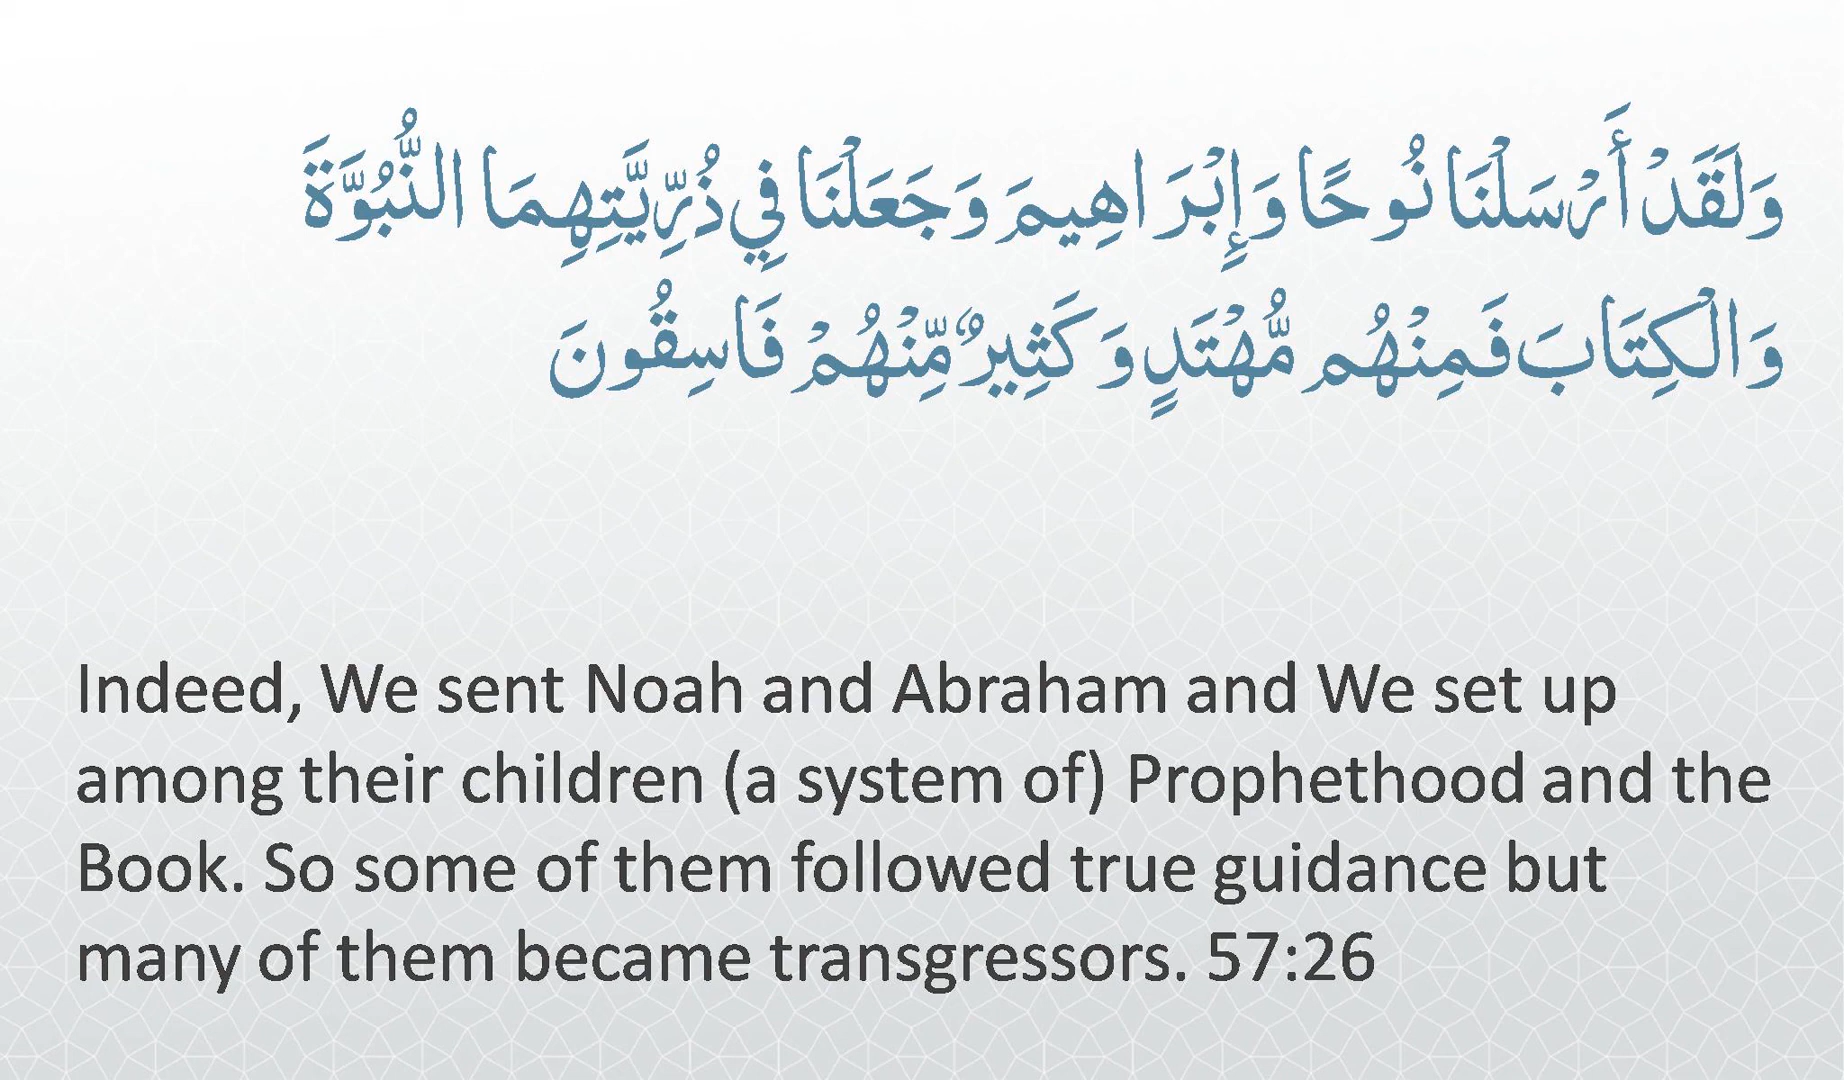 وَلَقَدْ أَرْسَلْنَا نُوحًا وَإِبْرَاهِيمَ وَجَعَلْنَا فِي ذُرِّيَّتِهِمَا النُّبُوَّةَ
وَالْكِتَابَ فَمِنْهُم مُّهْتَدٍ وَكَثِيرٌ مِّنْهُمْ فَاسِقُونَ
Indeed, We sent Noah and Abraham and We set up
among their children (a system of) Prophethood and the
Book. So some of them followed true guidance but
many of them became transgressors. 57:26